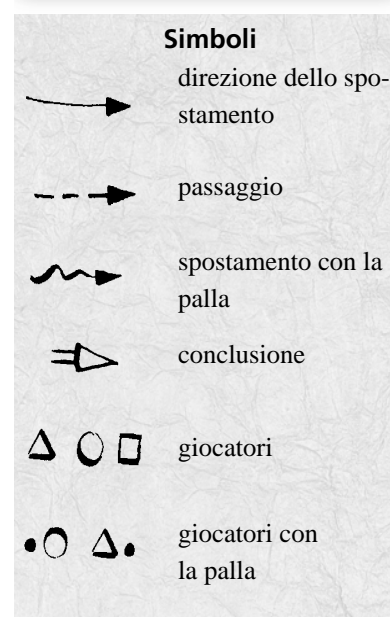 Simboli
direzione dello spo-
stamento
passaggio
spostamento con la
palla
conclusione
giocatori
giocatori con
la palla